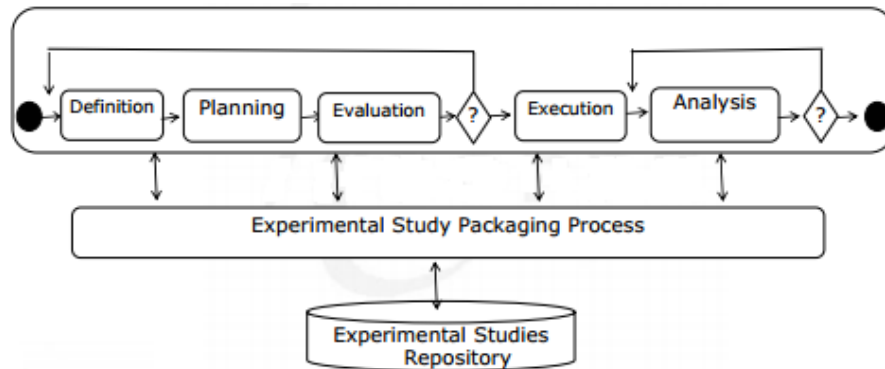 Definition
Planning
Evaluation
?
Execution
Analysis
?
Experimental Study Packaging Process
Experimental Studies
Repository